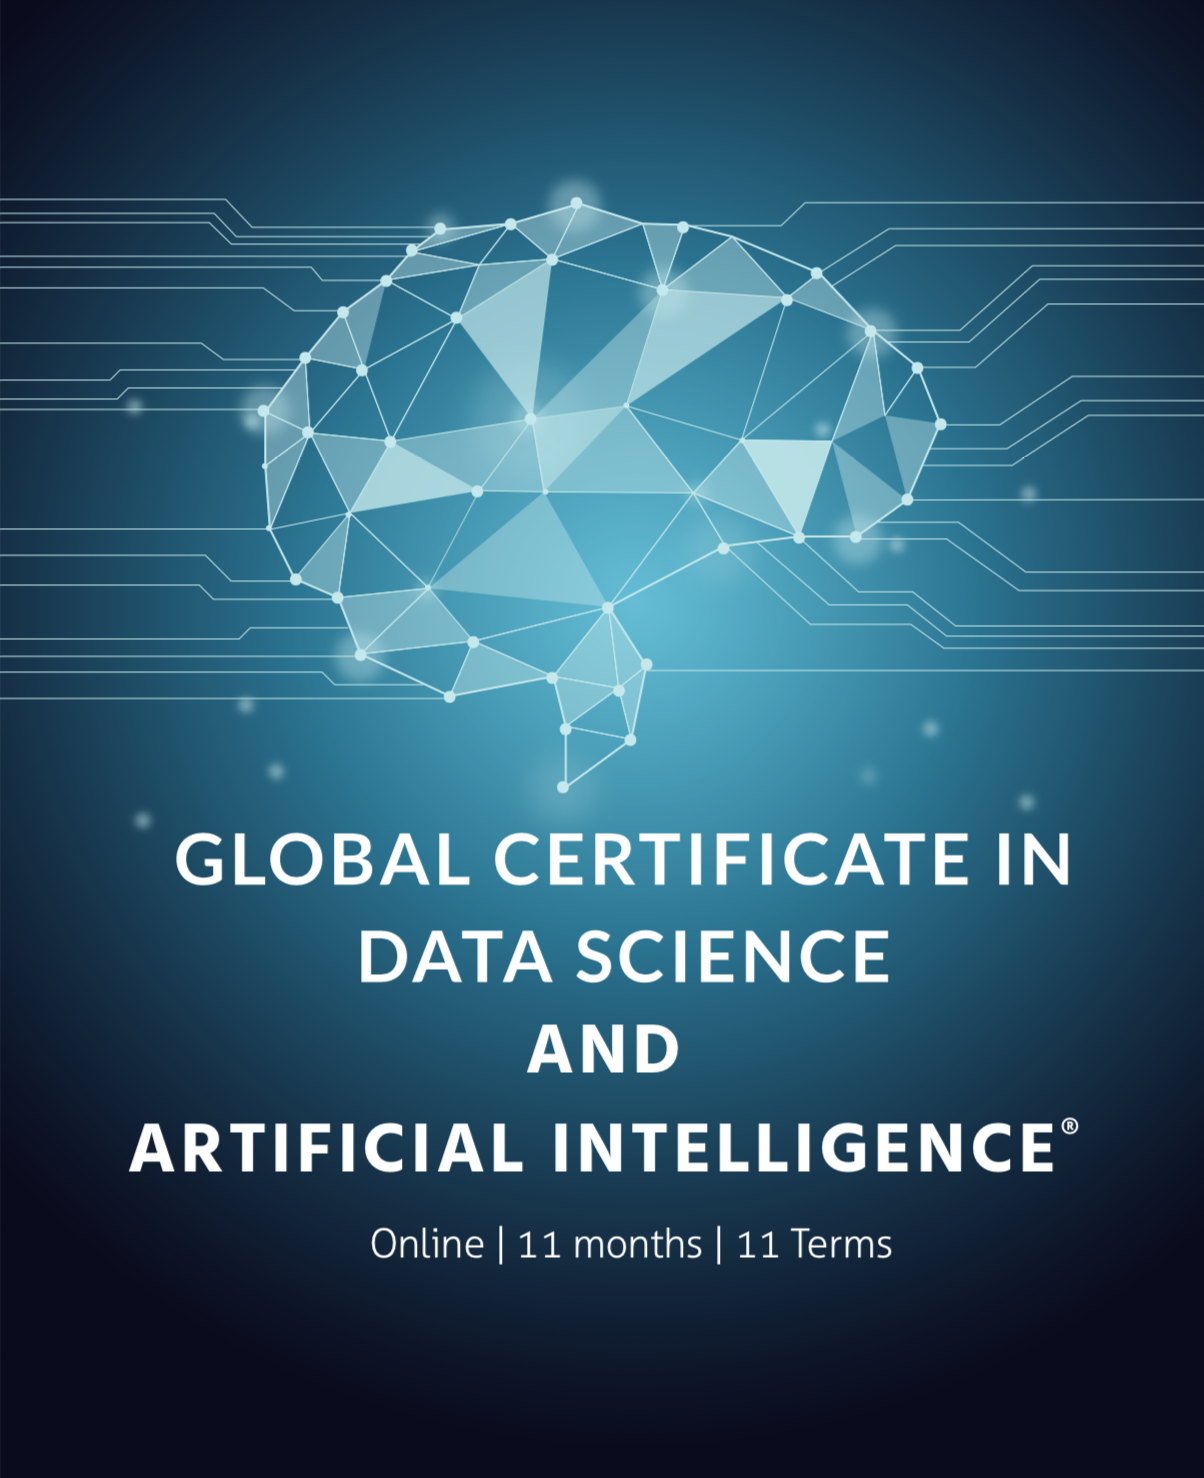 GLOBAL CERTIFICATE IN
DATA SCIENCE
AND
ARTIFICIAL INTELLIGENCE®
Online | 11 months | 11 Terms